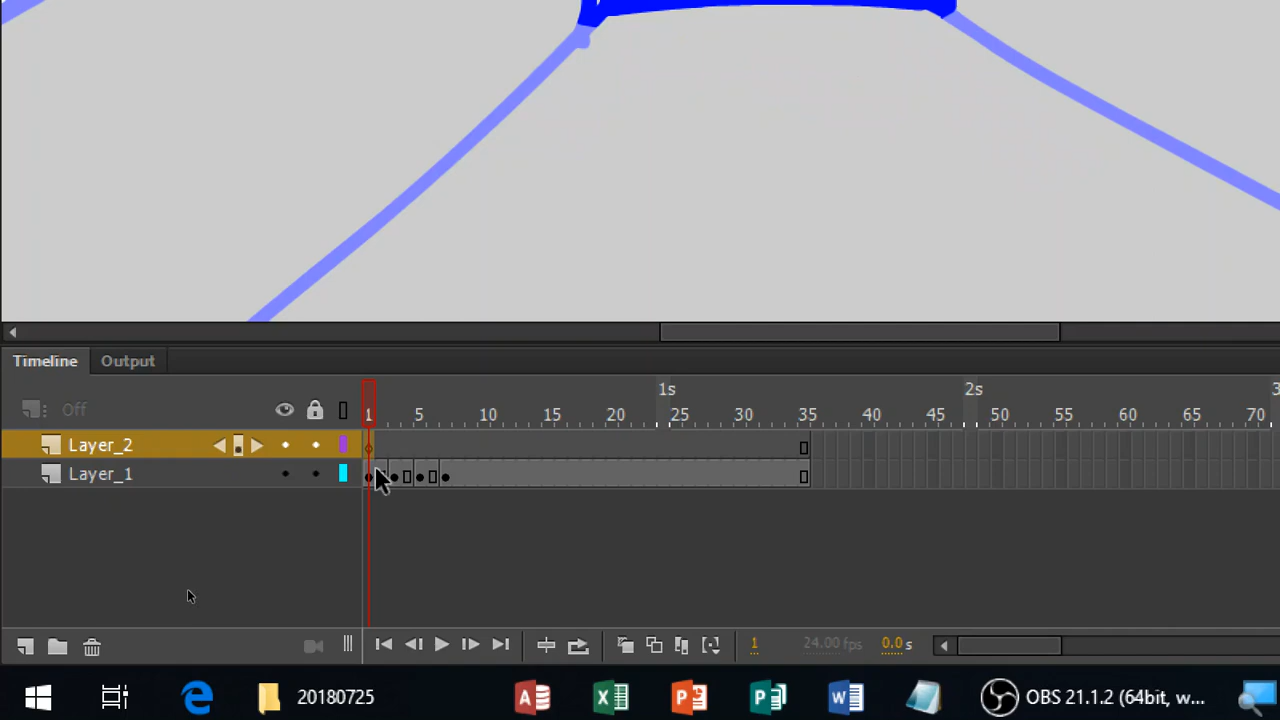 Timeline Output
Off
1s 2s 3
1 5 10 15 20 25 30 35 40 45 50 55 60 65 70
Layer_2
Layer_1
1 24.00 fps 0.0 s
20180725
OBS 21.1.2 (64bit, w...